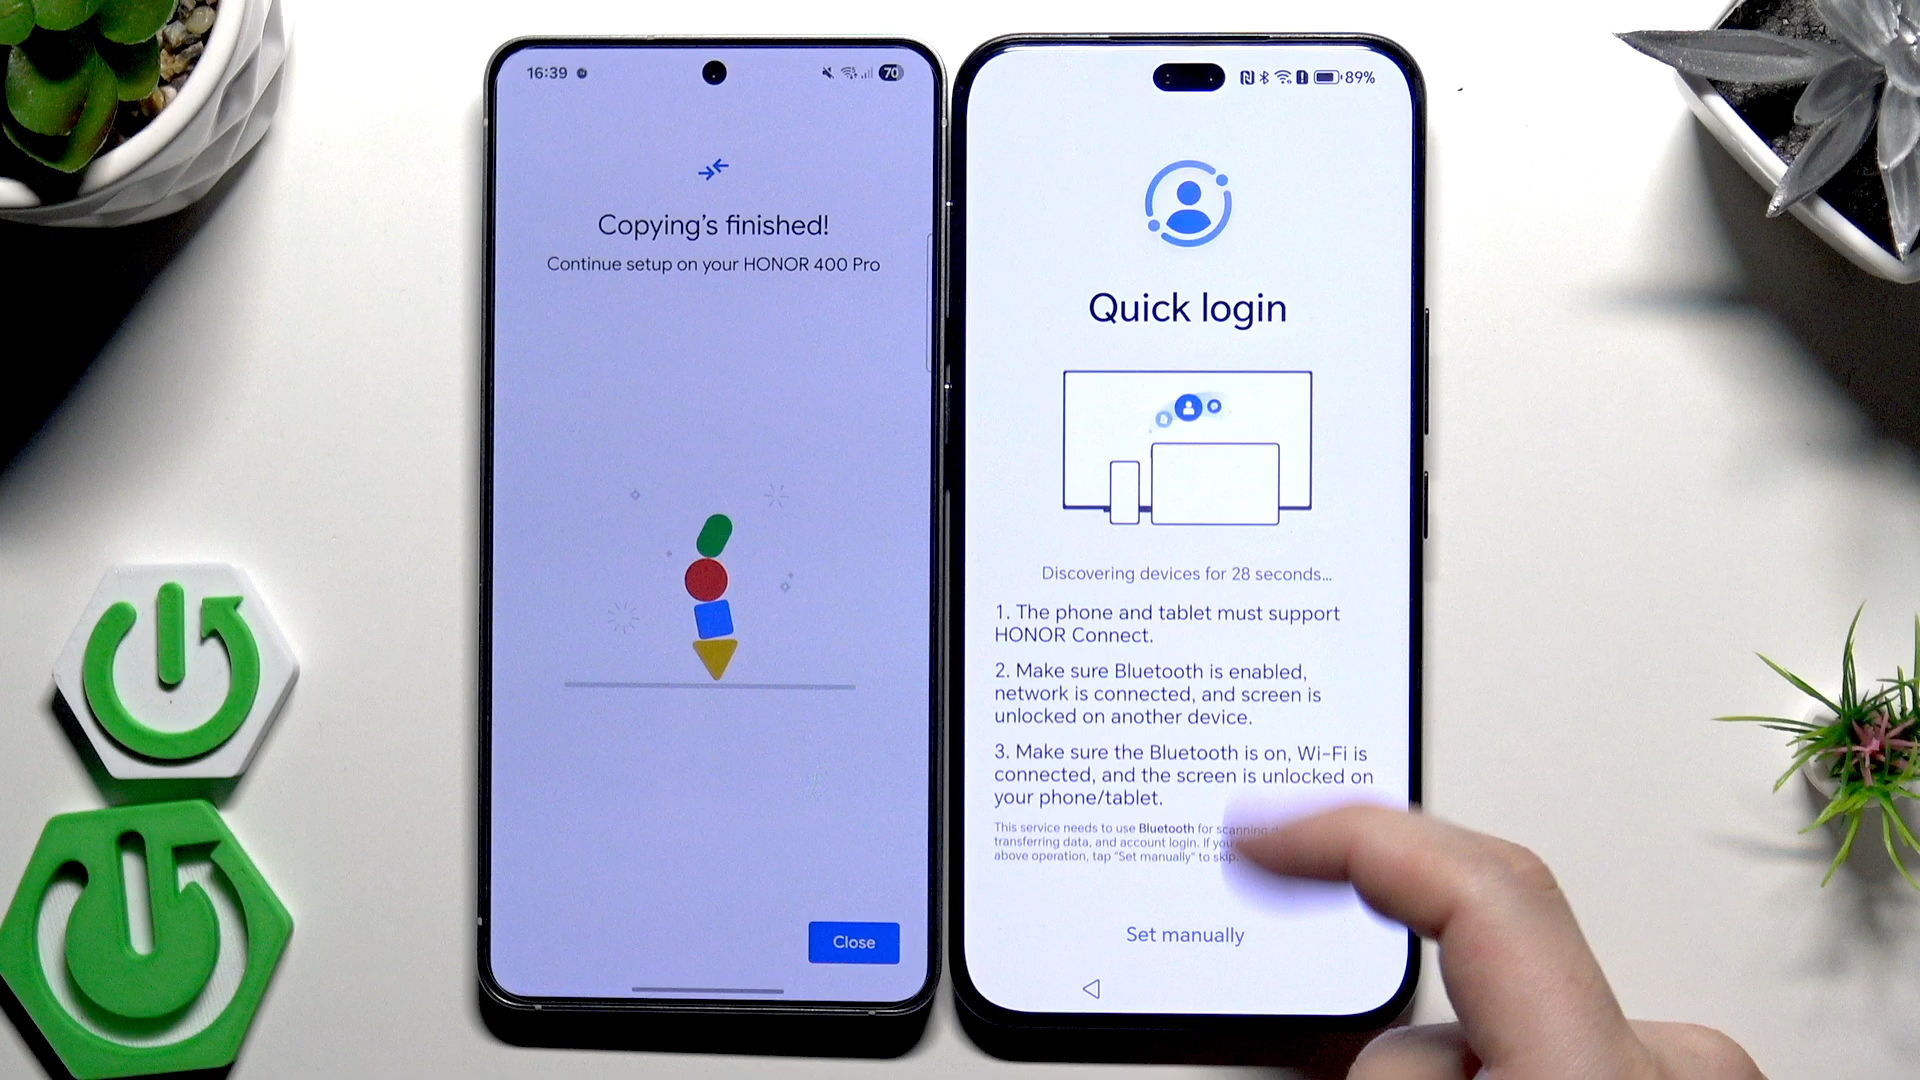 16:39
70
Copying's finished!
Continue setup on your HONOR 400 Pro
Close
89%
Quick login
Discovering devices for 28 seconds...
1. The phone and tablet must support
HONOR Connect.
2. Make sure Bluetooth is enabled,
network is connected, and screen is
unlocked on another device.
3. Make sure the Bluetooth is on, Wi-Fi is
connected, and the screen is unlocked on
your phone/tablet.
This service needs to use Bluetooth for scanning
transferring data, and account login. If you
above operation, tap "Set manually" to skip.
Set manually